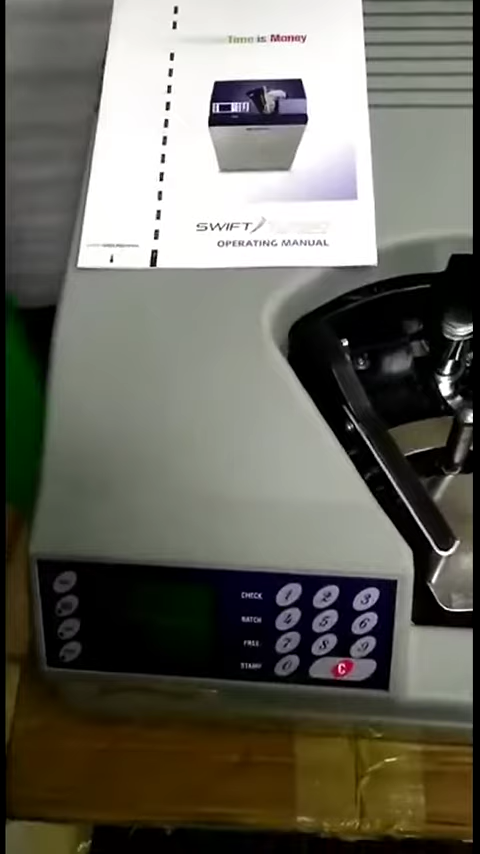 Time is Money
SWIFT
OPERATING MANUAL
CHECK 1 2 3
BATCH 4 5 6
FREE 7 8 9
STAMP 0 C